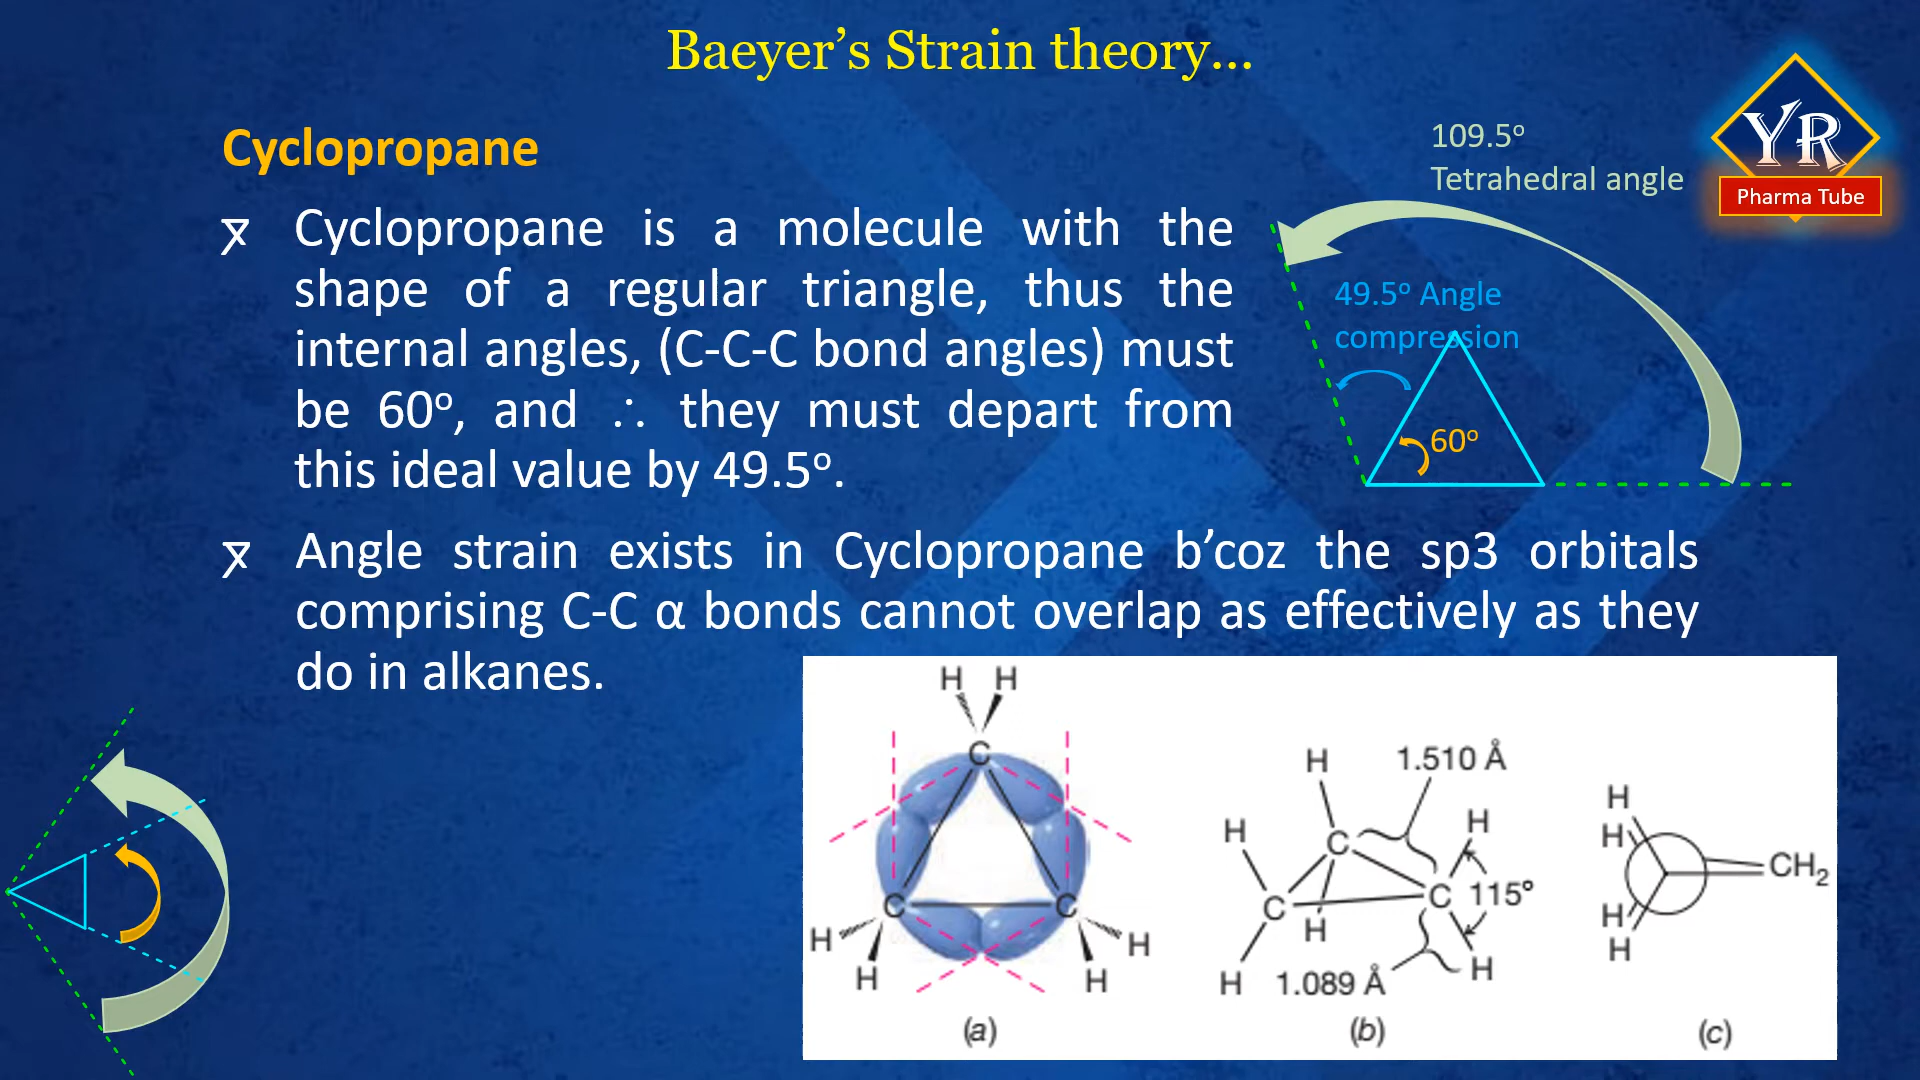 Baeyer’s Strain theory...
YR
Pharma Tube
Cyclopropane
Cyclopropane is a molecule with the
shape of a regular triangle, thus the
internal angles, (C-C-C bond angles) must
be 60º, and ∴ they must depart from
this ideal value by 49.5º.
109.5º
Tetrahedral angle
49.5º Angle
compression
60º
Angle strain exists in Cyclopropane b’coz the sp3 orbitals
comprising C-C α bonds cannot overlap as effectively as they
do in alkanes.
H H
C
C C
H H
H H
(a)
H 1.510 Å
H H
C
C C 115º
H
H 1.089 Å H
(b)
H
H
CH₂
H
H
(c)